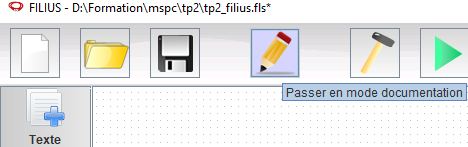 FILIUS - D:\Formation\mspc\tp2\tp2_filius.fls*
Passer en mode documentation
Texte